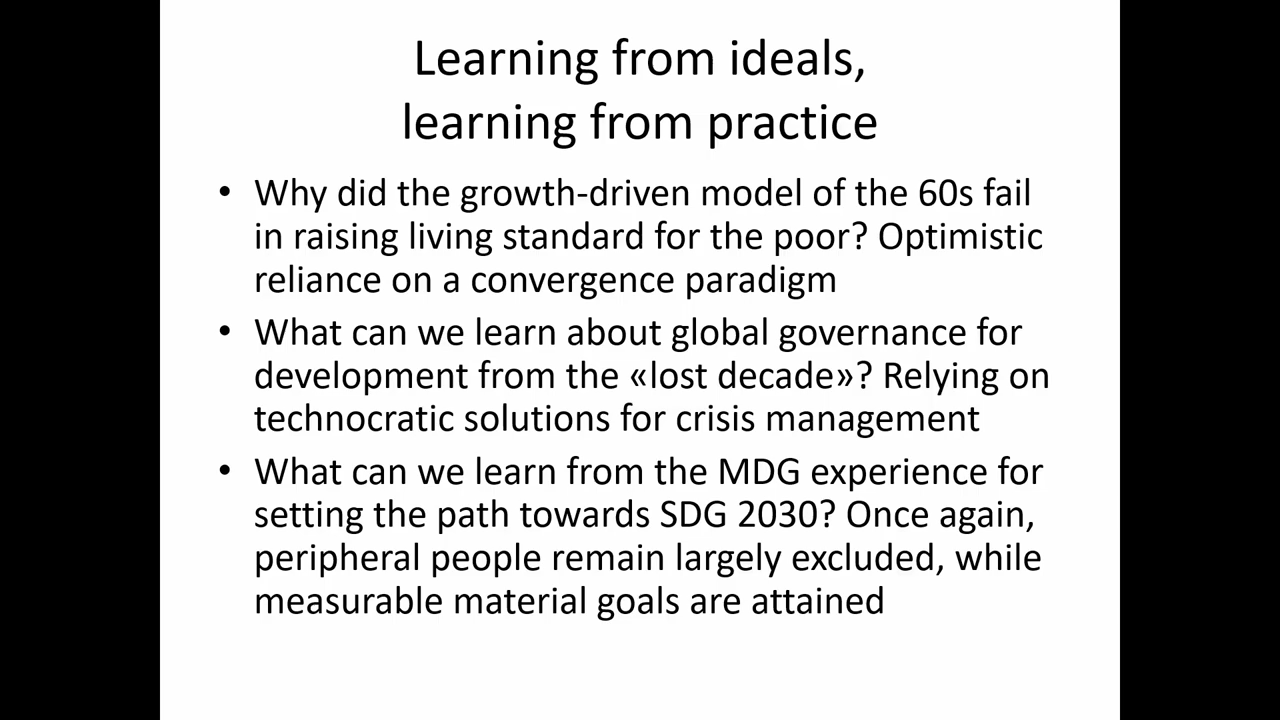 Learning from ideals,
learning from practice
• Why did the growth-driven model of the 60s fail
in raising living standard for the poor? Optimistic
reliance on a convergence paradigm
• What can we learn about global governance for
development from the «lost decade»? Relying on
technocratic solutions for crisis management
• What can we learn from the MDG experience for
setting the path towards SDG 2030? Once again,
peripheral people remain largely excluded, while
measurable material goals are attained